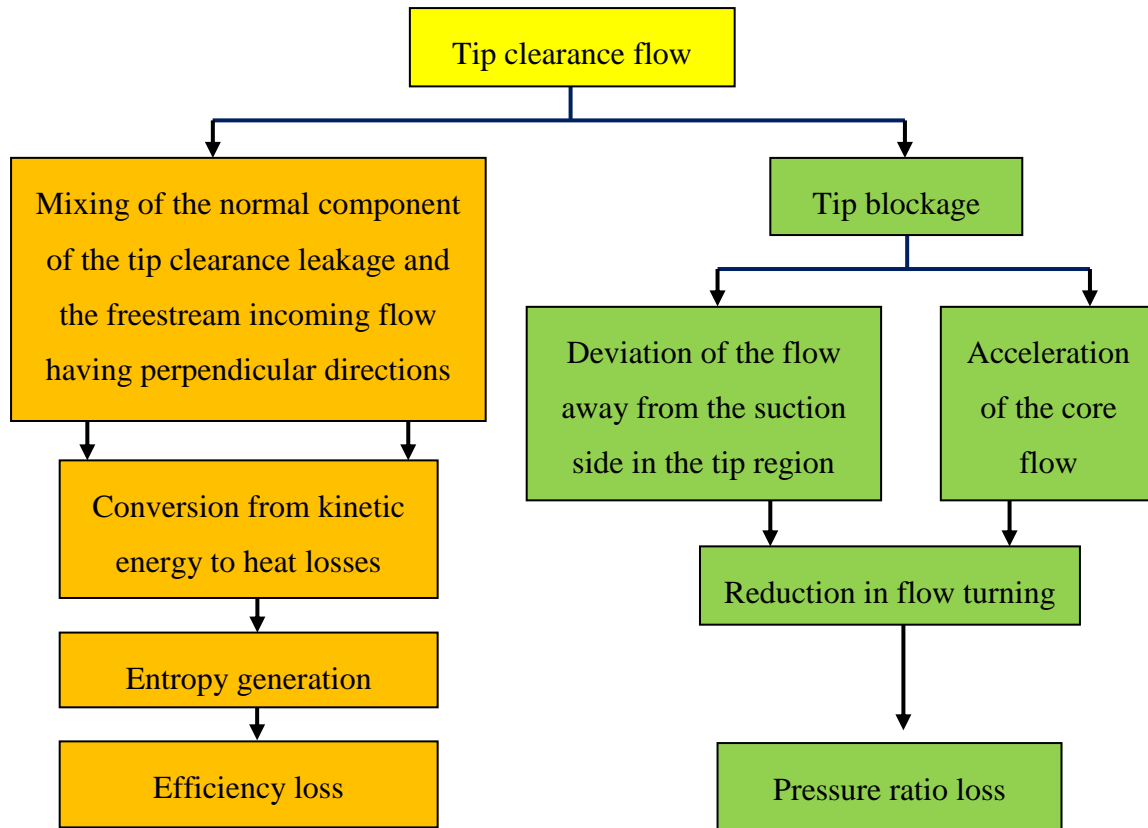 Tip clearance flow
Mixing of the normal component
of the tip clearance leakage and
the freestream incoming flow
having perpendicular directions
Tip blockage
Deviation of the flow
away from the suction
side in the tip region
Acceleration
of the core
flow
Conversion from kinetic
energy to heat losses
Reduction in flow turning
Entropy generation
Efficiency loss
Pressure ratio loss